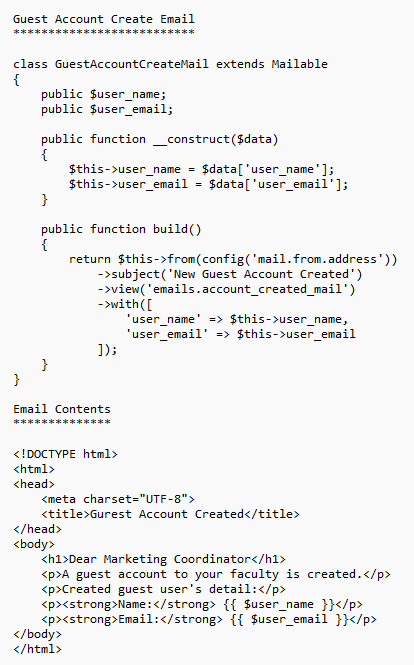 Guest Account Create Email
**************************
class GuestAccountCreateMail extends Mailable
{
    public $user_name;
    public $user_email;
    public function __construct($data)
    {
        $this->user_name = $data['user_name'];
        $this->user_email = $data['user_email'];
    }
    public function build()
    {
        return $this->from(config('mail.from.address'))
            ->subject('New Guest Account Created')
            ->view('emails.account_created_mail')
            ->with([
                'user_name' => $this->user_name,
                'user_email' => $this->user_email
            ]);
    }
}
Email Contents
**************
<!DOCTYPE html>
<html>
<head>
    <meta charset="UTF-8">
    <title>Gurest Account Created</title>
</head>
<body>
    <h1>Dear Marketing Coordinator</h1>
    <p>A guest account to your faculty is created.</p>
    <p>Created guest user's detail:</p>
    <p><strong>Name:</strong> {{ $user_name }}</p>
    <p><strong>Email:</strong> {{ $user_email }}</p>
</body>
</html>